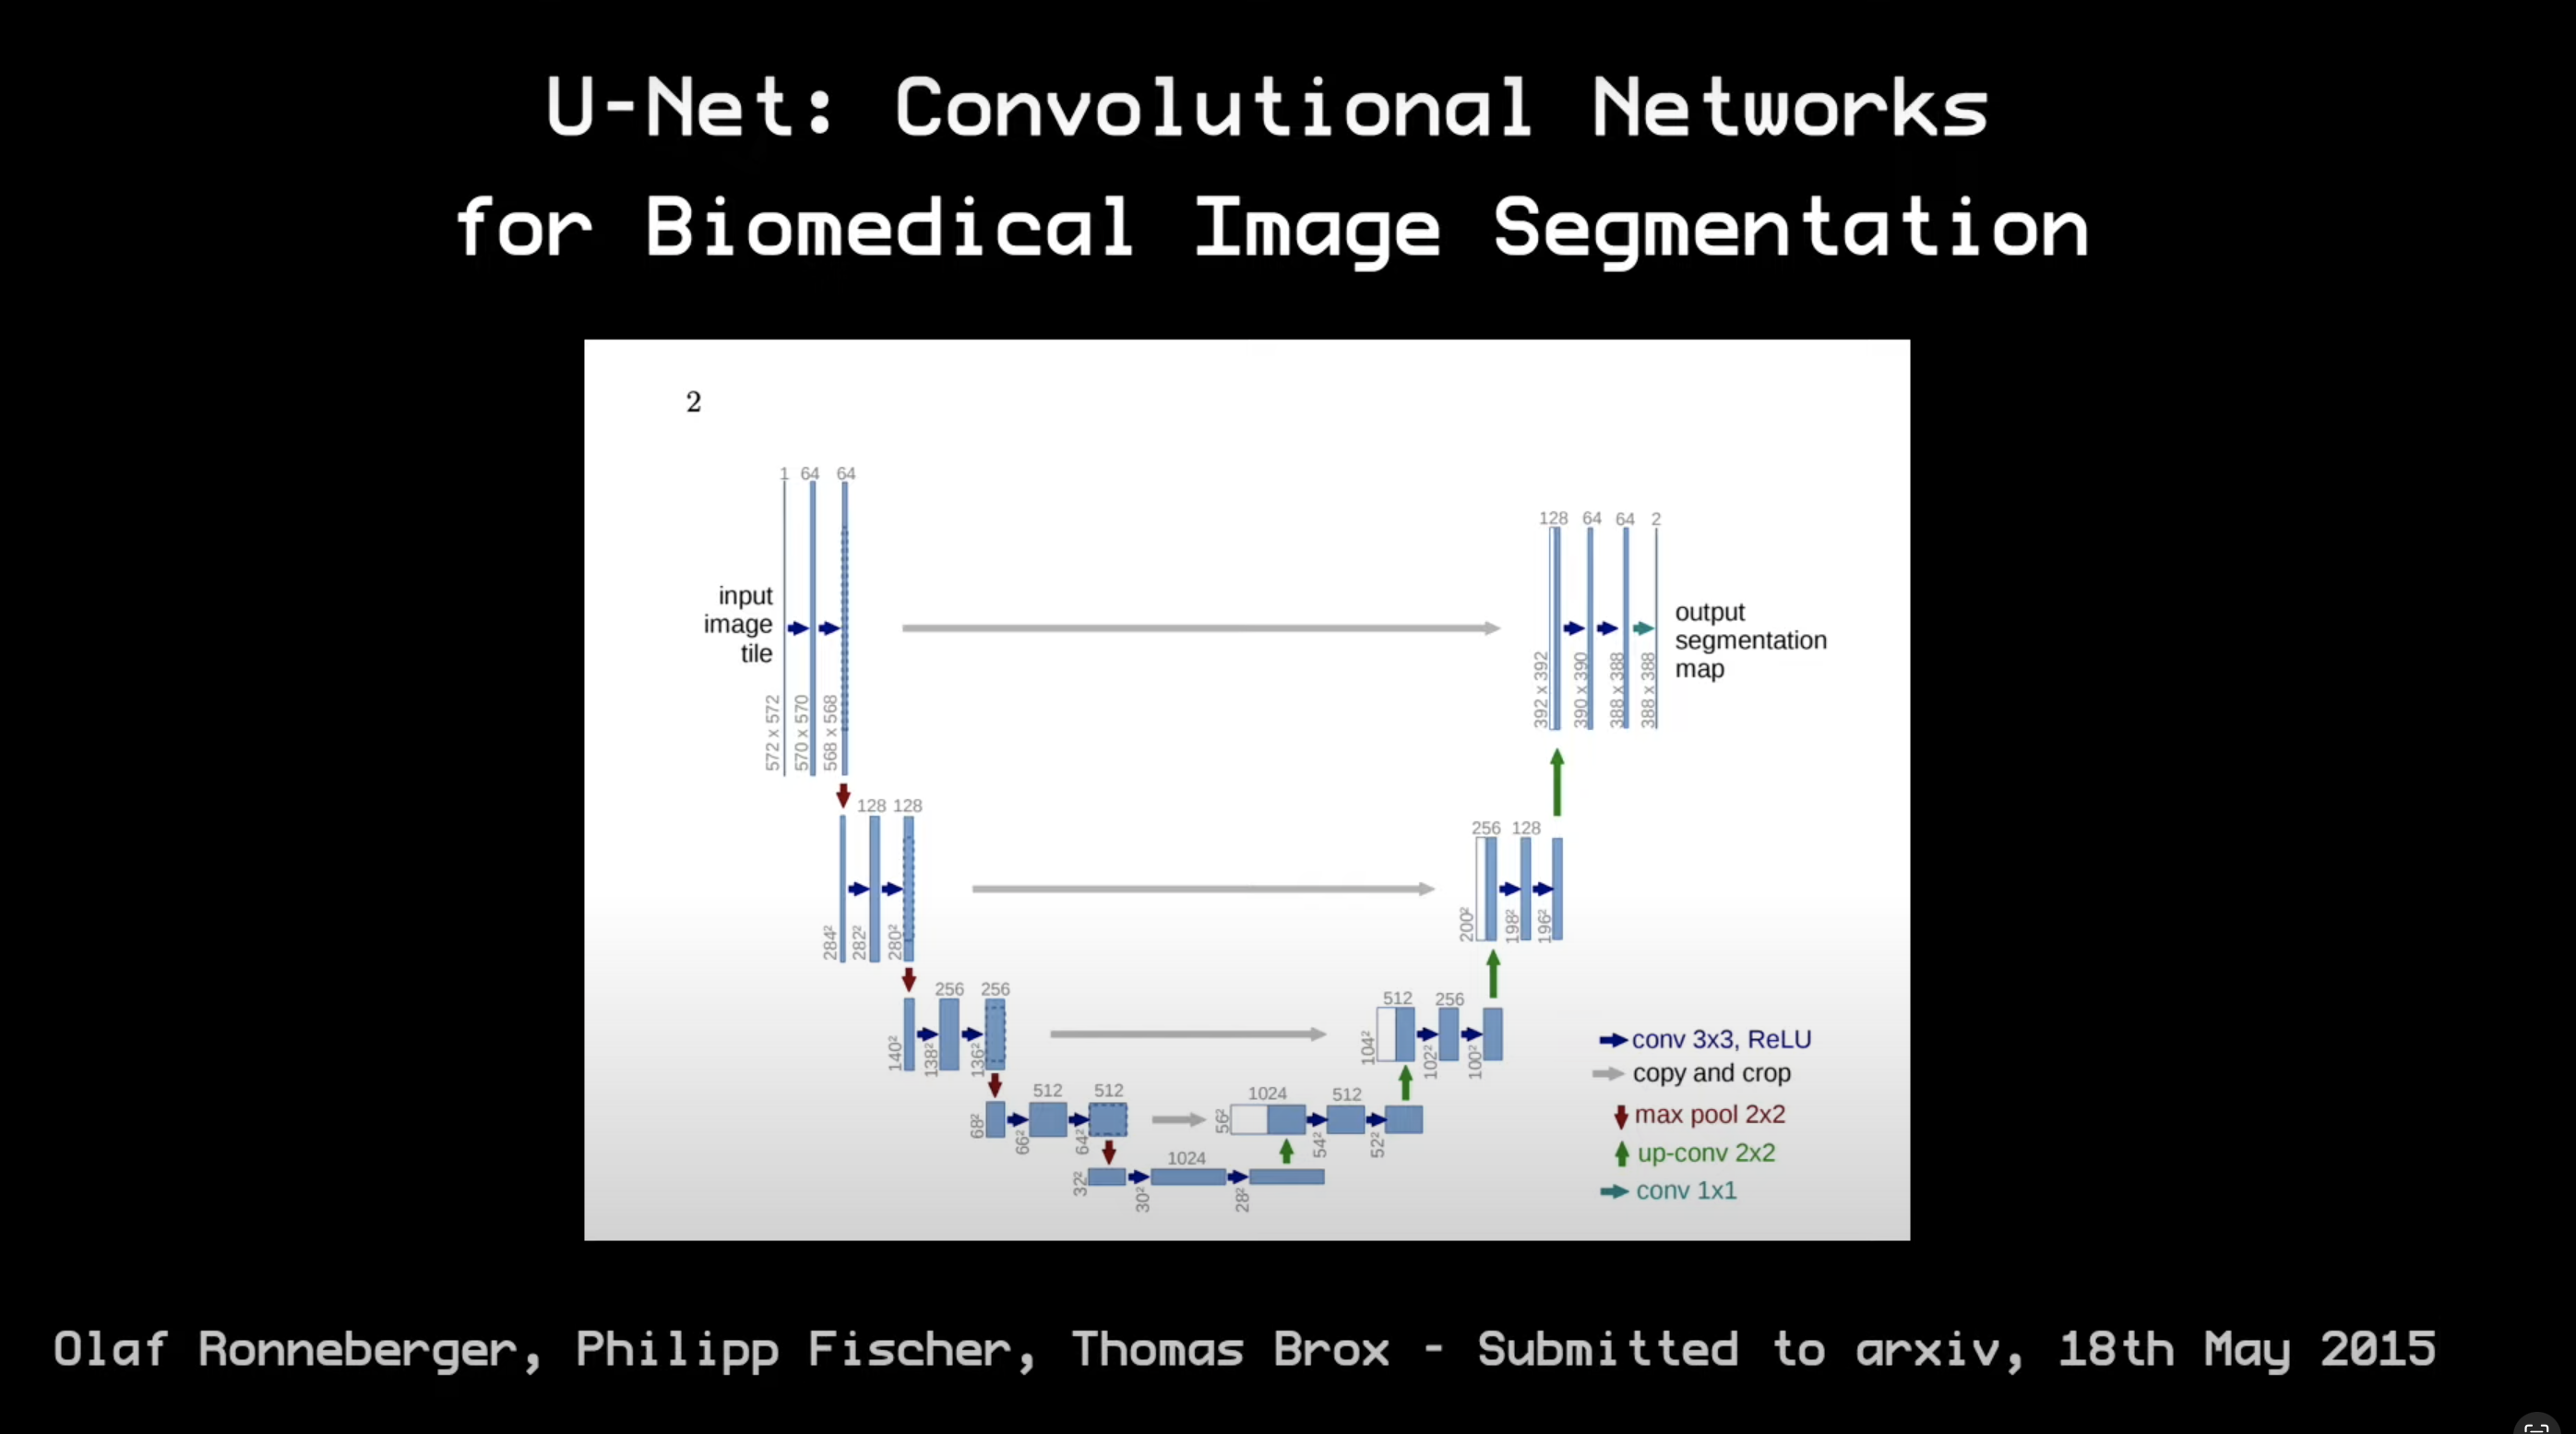 U-Net: Convolutional Networks
for Biomedical Image Segmentation
2
1 64 64
input
image
tile
572 x 572
570 x 570
568 x 568
128 64 64 2
output
segmentation
map
392 x 392
390 x 390
388 x 388
388 x 388
128 128
284²
282²
280²
256 128
200²
198²
196²
256 256
140²
138²
136²
512 256
104²
102²
100²
512 512
68²
66²
64²
1024 512
56²
54²
52²
1024
32²
30²
28²
conv 3x3, ReLU
copy and crop
max pool 2x2
up-conv 2x2
conv 1x1
Olaf Ronneberger, Philipp Fischer, Thomas Brox - Submitted to arxiv, 18th May 2015